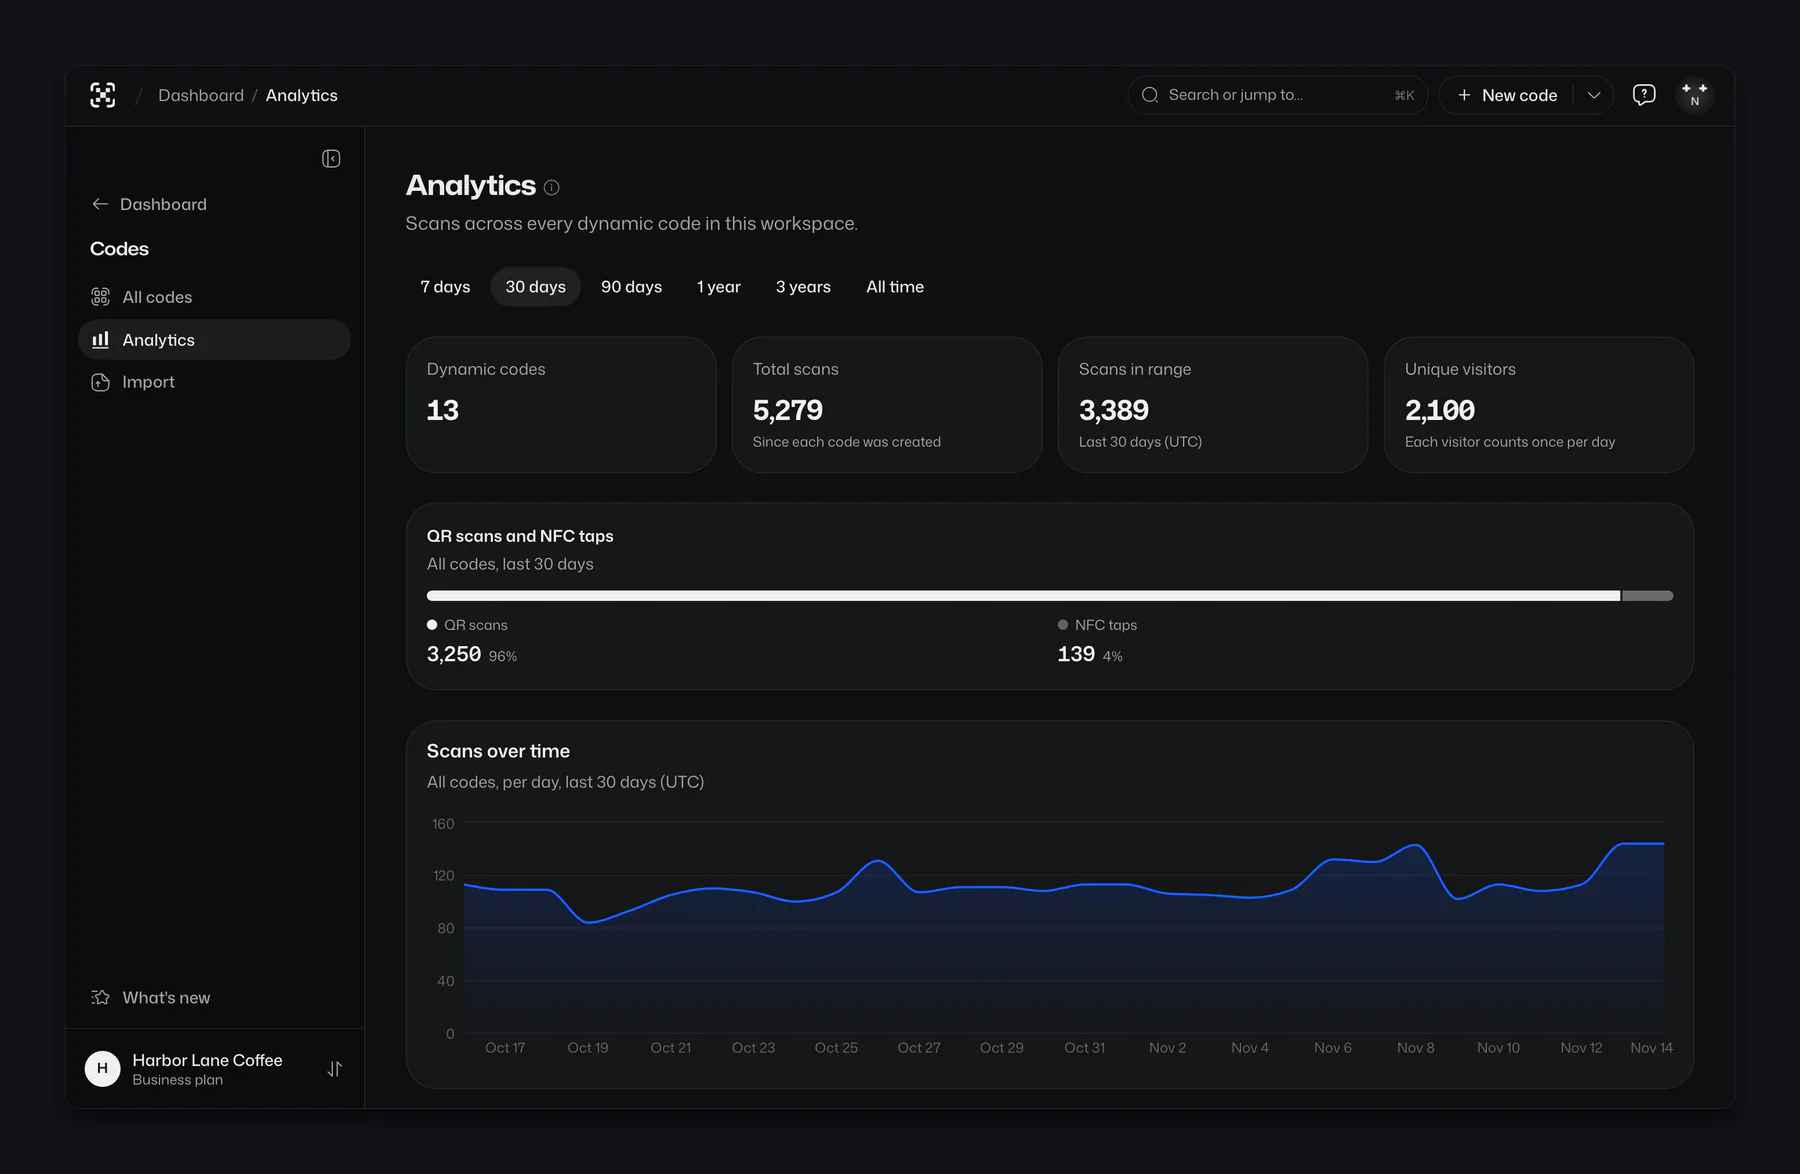 Dashboard / Analytics
Search or jump to... ⌘K
+ New code
?
N
← Dashboard
Codes
All codes
Analytics
Import
What's new
H
Harbor Lane Coffee
Business plan
Analytics
Scans across every dynamic code in this workspace.
7 days 30 days 90 days 1 year 3 years All time
Dynamic codes
13
Total scans
5,279
Since each code was created
Scans in range
3,389
Last 30 days (UTC)
Unique visitors
2,100
Each visitor counts once per day
QR scans and NFC taps
All codes, last 30 days
QR scans
3,250 96%
NFC taps
139 4%
Scans over time
All codes, per day, last 30 days (UTC)
160
120
80
40
0
Oct 17 Oct 19 Oct 21 Oct 23 Oct 25 Oct 27 Oct 29 Oct 31 Nov 2 Nov 4 Nov 6 Nov 8 Nov 10 Nov 12 Nov 14